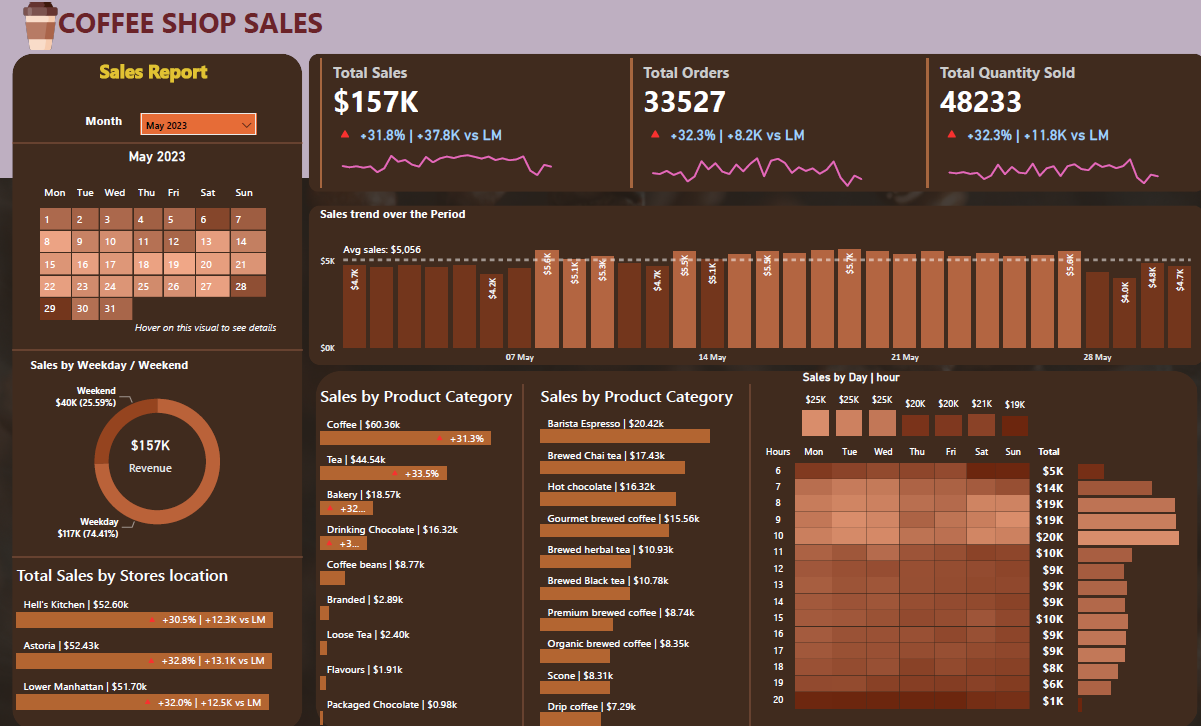 COFFEE SHOP SALES
Sales Report
Month
May 2023
May 2023
Mon Tue Wed Thu Fri Sat Sun
1 2 3 4 5 6 7
8 9 10 11 12 13 14
15 16 17 18 19 20 21
22 23 24 25 26 27 28
29 30 31
Hover on this visual to see details
Sales by Weekday / Weekend
Weekend
$40K (25.59%)
$157K
Revenue
Weekday
$117K (74.41%)
Total Sales by Stores location
Hell's Kitchen | $52.60k
+30.5% | +12.3K vs LM
Astoria | $52.43k
+32.8% | +13.1K vs LM
Lower Manhattan | $51.70k
+32.0% | +12.5K vs LM
Total Sales
$157K
+31.8% | +37.8K vs LM
Total Orders
33527
+32.3% | +8.2K vs LM
Total Quantity Sold
48233
+32.3% | +11.8K vs LM
Sales trend over the Period
Avg sales: $5,056
$5K
$0K
$4.7K $4.2K $5.6K $5.1K $5.3K $4.7K $5.5K $5.1K $5.5K $5.7K $5.6K $4.0K $4.8K $4.7K
07 May 14 May 21 May 28 May
Sales by Product Category
Coffee | $60.36k
+31.3%
Tea | $44.54k
+33.5%
Bakery | $18.57k
+32...
Drinking Chocolate | $16.32k
+3...
Coffee beans | $8.77k
Branded | $2.89k
Loose Tea | $2.40k
Flavours | $1.91k
Packaged Chocolate | $0.98k
Sales by Product Category
Barista Espresso | $20.42k
Brewed Chai tea | $17.43k
Hot chocolate | $16.32k
Gourmet brewed coffee | $15.56k
Brewed herbal tea | $10.93k
Brewed Black tea | $10.78k
Premium brewed coffee | $8.74k
Organic brewed coffee | $8.35k
Scone | $8.31k
Drip coffee | $7.29k
Sales by Day | hour
$25K $25K $25K $20K $20K $21K $19K
Hours Mon Tue Wed Thu Fri Sat Sun Total
6 $5K
7 $14K
8 $19K
9 $19K
10 $20K
11 $10K
12 $9K
13 $9K
14 $9K
15 $10K
16 $9K
17 $9K
18 $8K
19 $6K
20 $1K